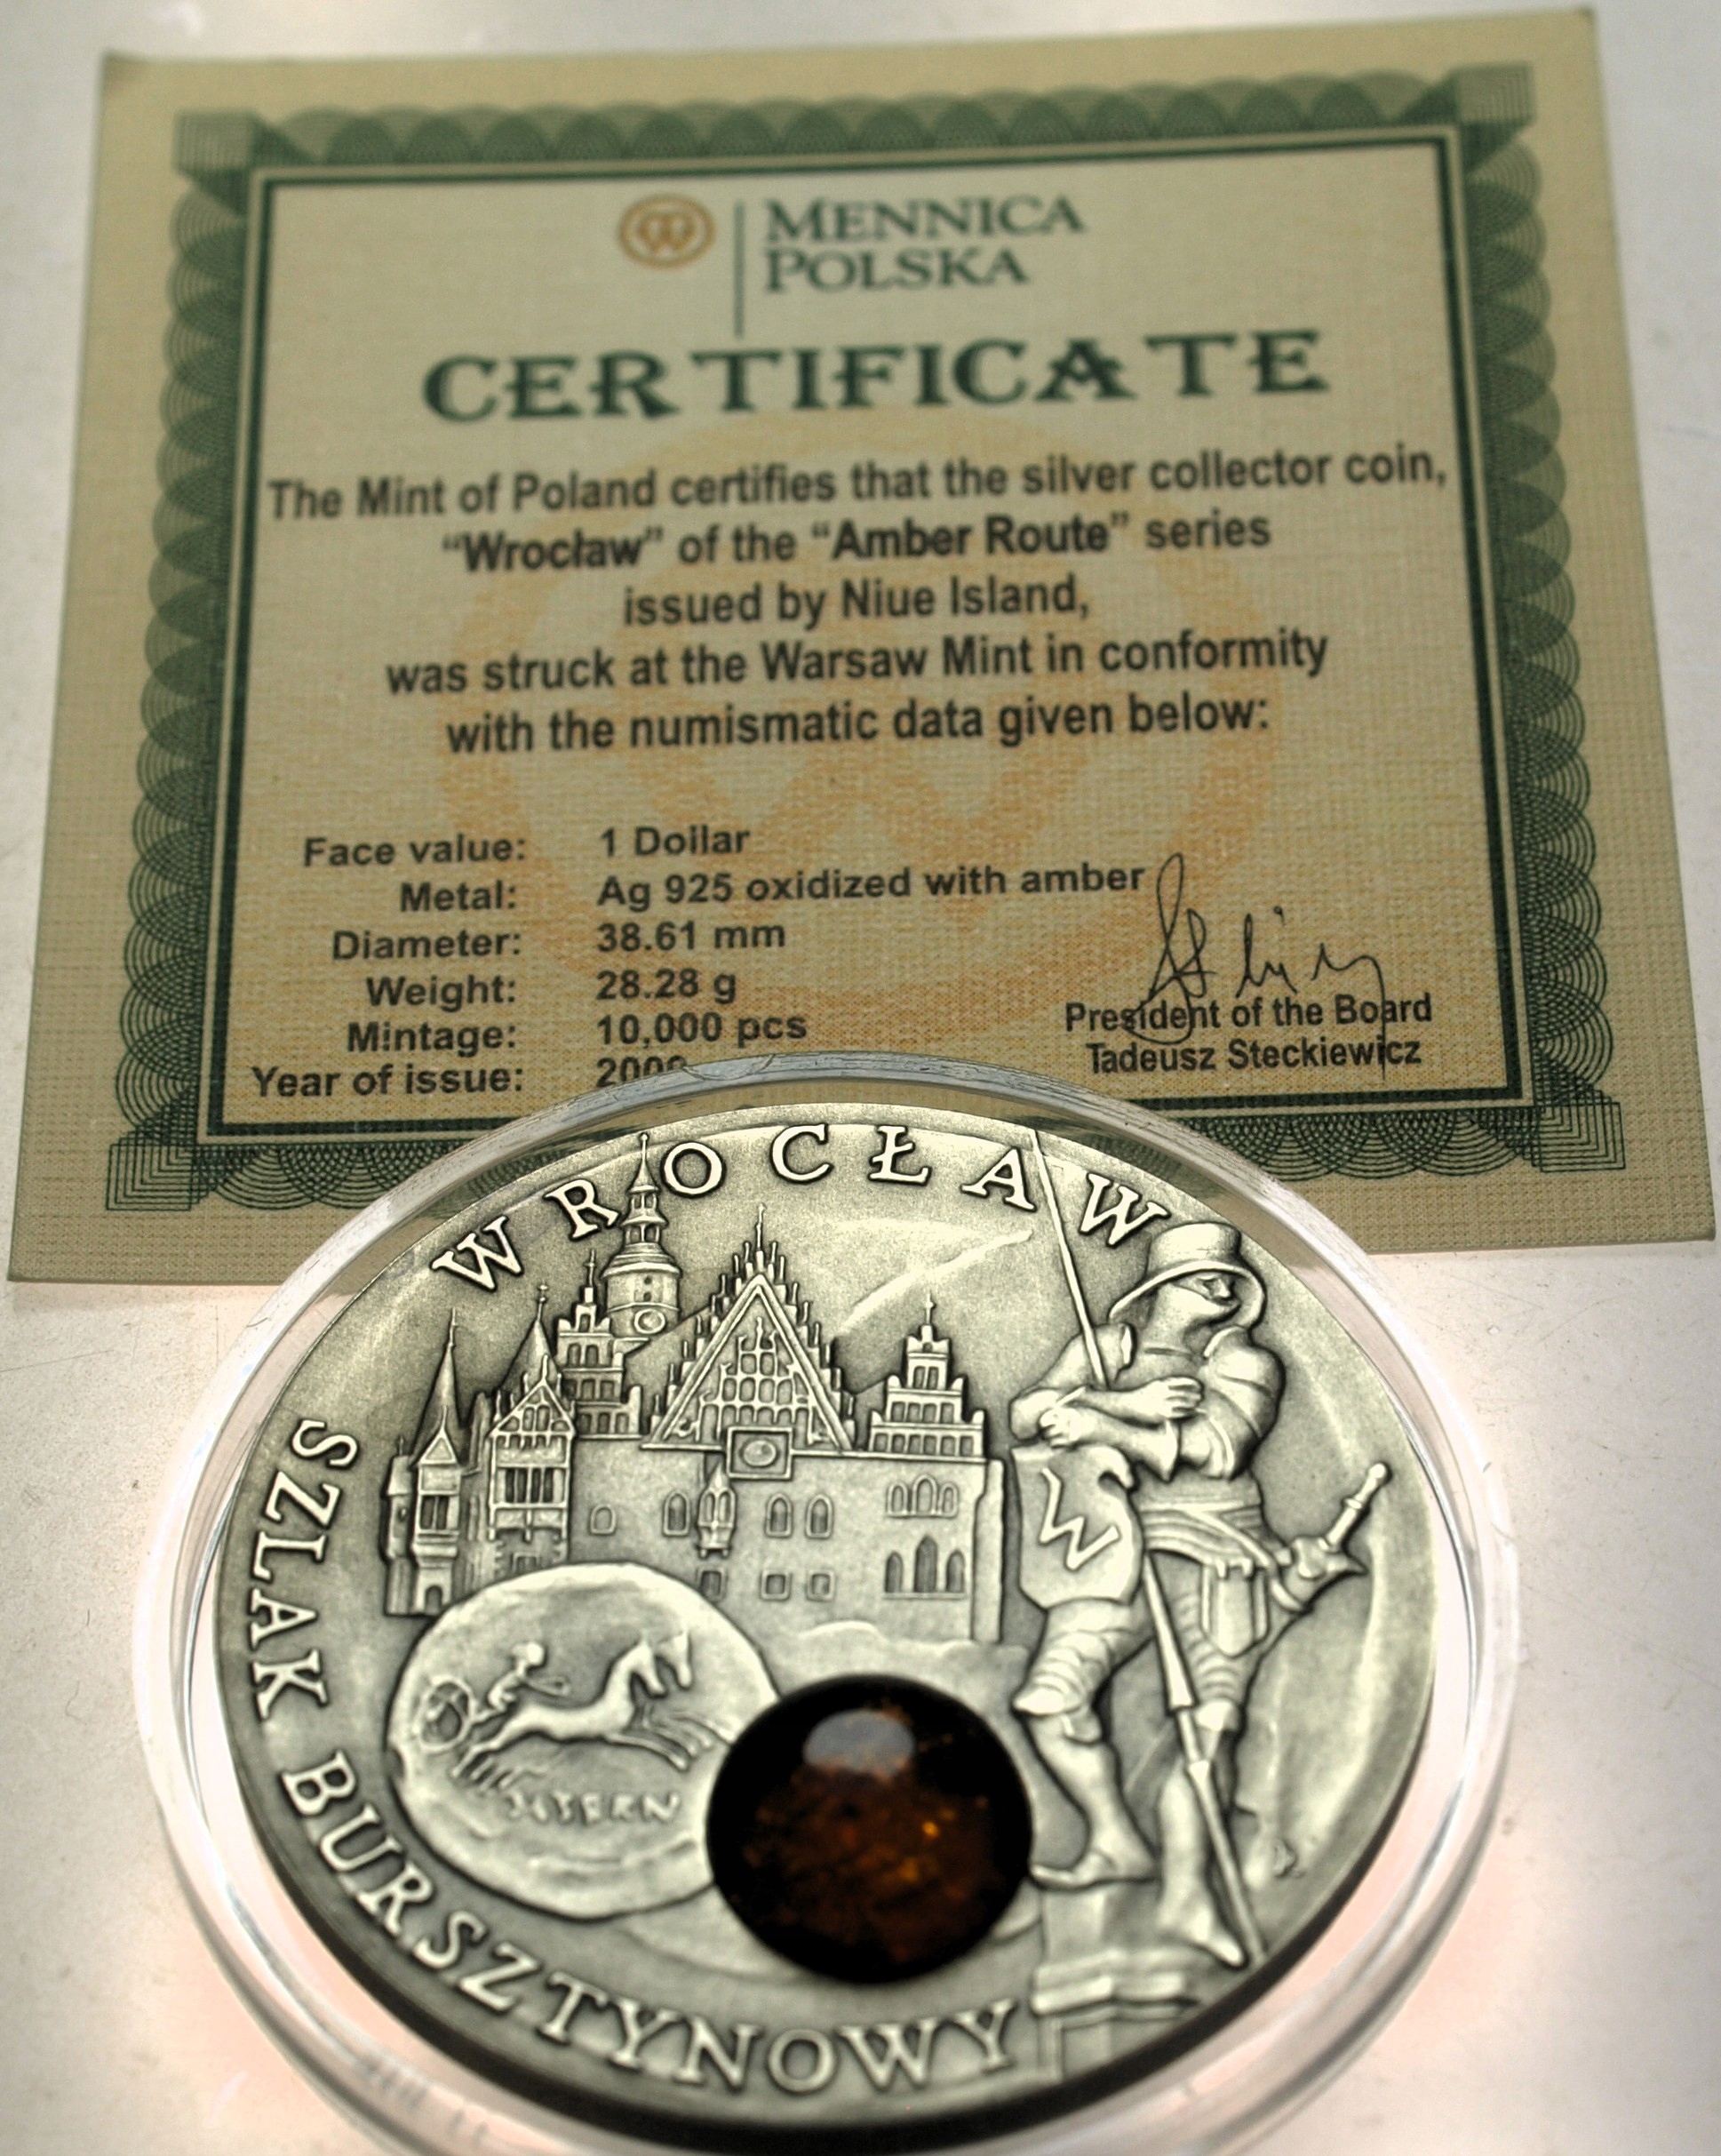 MENNICA
POLSKA
CERTIFICATE
The Mint of Poland certifies that the silver collector coin,
“Wrocław” of the “Amber Route” series
issued by Niue Island,
was struck at the Warsaw Mint in conformity
with the numismatic data given below:
Face value: 1 Dollar
Metal: Ag 925 oxidized with amber
Diameter: 38.61 mm
Weight: 28.28 g
Mintage: 10,000 pcs
Year of issue:
President of the Board
Tadeusz Steckiewicz
WROCŁAW
SZLAK BURSZTYNOWY
W